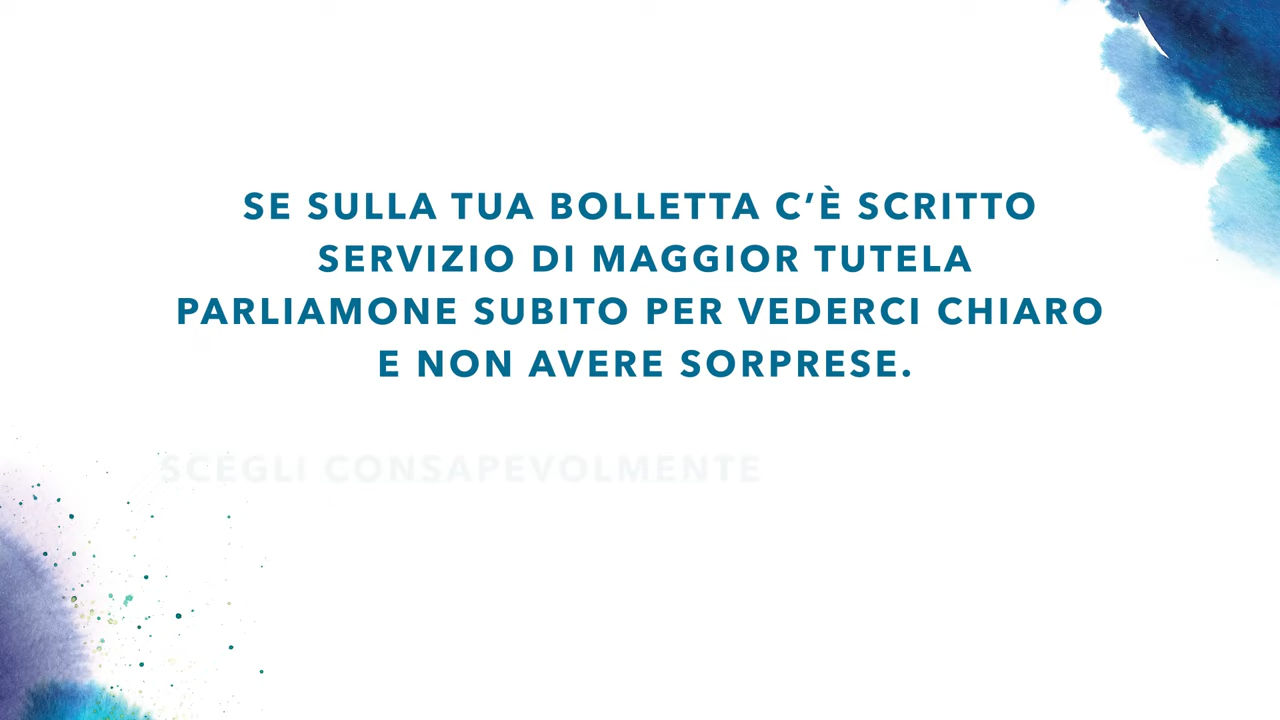 SE SULLA TUA BOLLETTA C’È SCRITTO
SERVIZIO DI MAGGIOR TUTELA
PARLIAMONE SUBITO PER VEDERCI CHIARO
E NON AVERE SORPRESE.
SCEGLI CONSAPEVOLMENTE